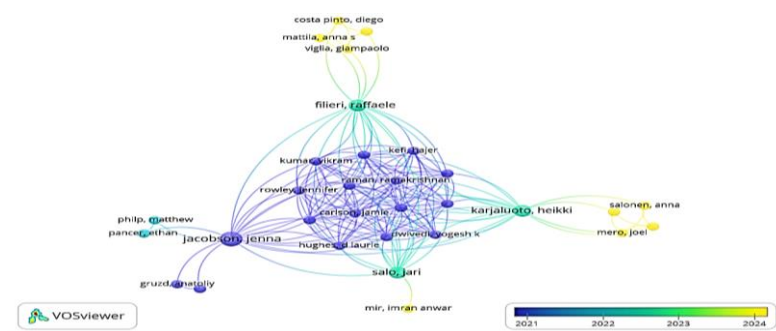 costa pinto, diego
mattila, anna s
viglia, giampaolo
filieri, raffaele
kefi, hajer
kumar, vikram
raman, ramakrishnan
rowley, jennifer
salonen, anna
carlson, jamie
karjaluoto, heikki
philp, matthew
mero, joel
pancer, ethan
jacobson, jenna
dwivedi, yogesh k
hughes, d laurie
salo, jari
gruzd, anatoliy
mir, imran anwar
VOSviewer
2021 2022 2023 2024